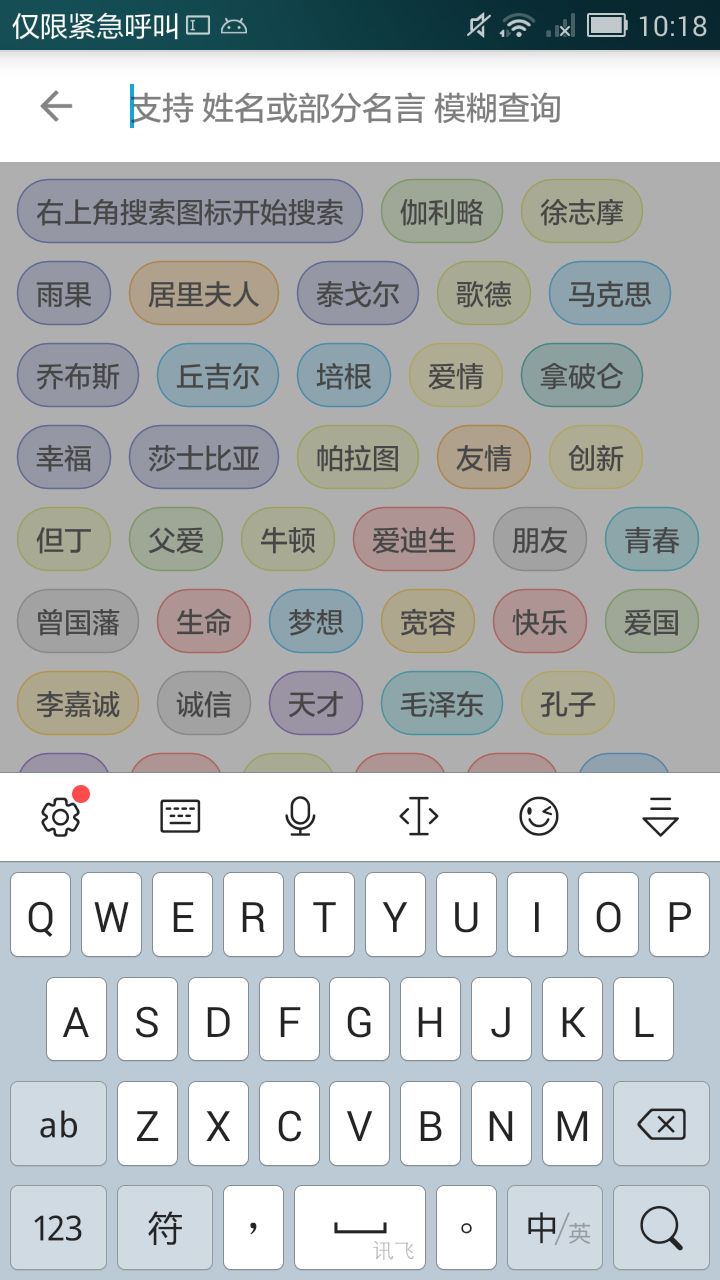 仅限紧急呼叫 10:18
支持 姓名或部分名言 模糊查询
右上角搜索图标开始搜索 伽利略 徐志摩
雨果 居里夫人 泰戈尔 歌德 马克思
乔布斯 丘吉尔 培根 爱情 拿破仑
幸福 莎士比亚 帕拉图 友情 创新
但丁 父爱 牛顿 爱迪生 朋友 青春
曾国藩 生命 梦想 宽容 快乐 爱国
李嘉诚 诚信 天才 毛泽东 孔子
Q W E R T Y U I O P
A S D F G H J K L
ab Z X C V B N M
123 符 ， 讯飞 。 中/英